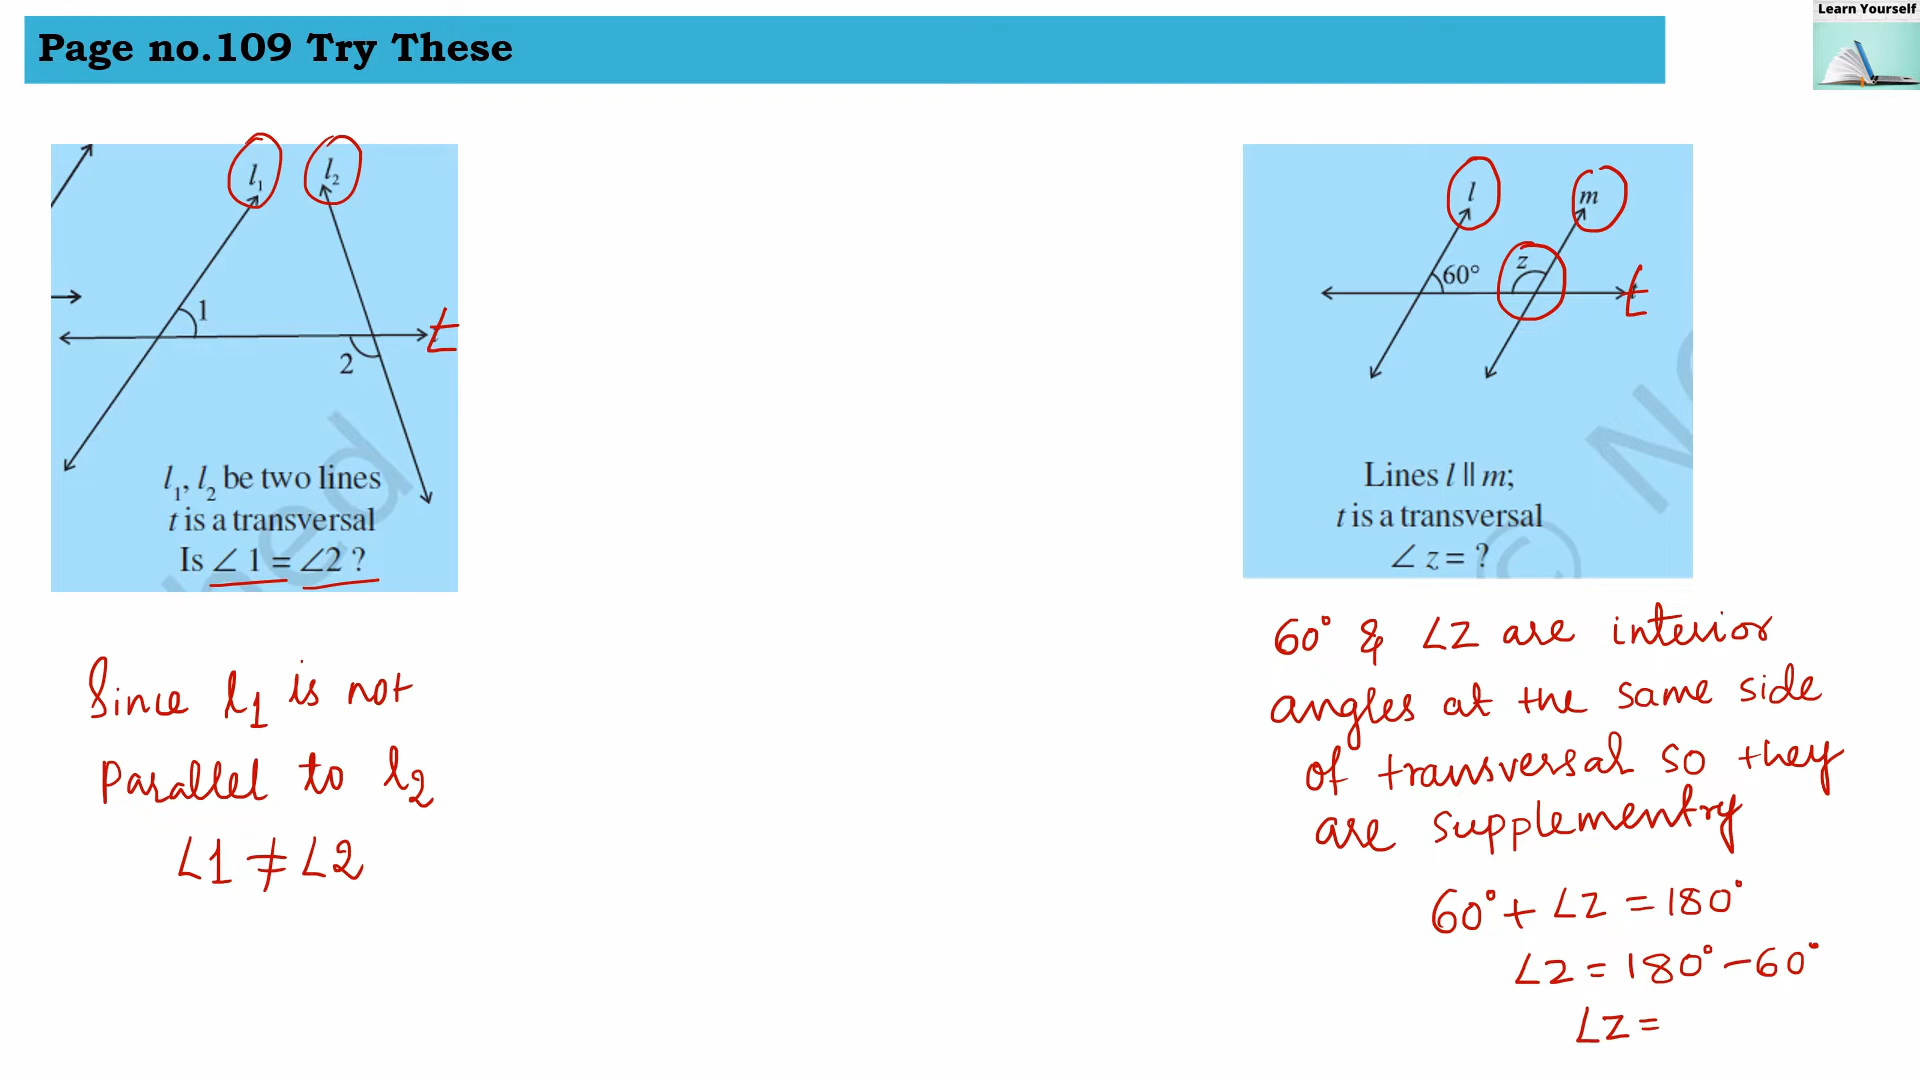 Learn Yourself
Page no.109 Try These
l₁
l₂
1
2
t
l₁, l₂ be two lines
t is a transversal
Is ∠1 = ∠2 ?
Since l₁ is not
Parallel to l₂
∠1 ≠ ∠2
l
m
60°
z
t
Lines l || m;
t is a transversal
∠ z = ?
60° & ∠Z are interior
angles at the same side
of transversal so they
are supplementry
60° + ∠Z = 180°
∠Z = 180° - 60°
∠Z =